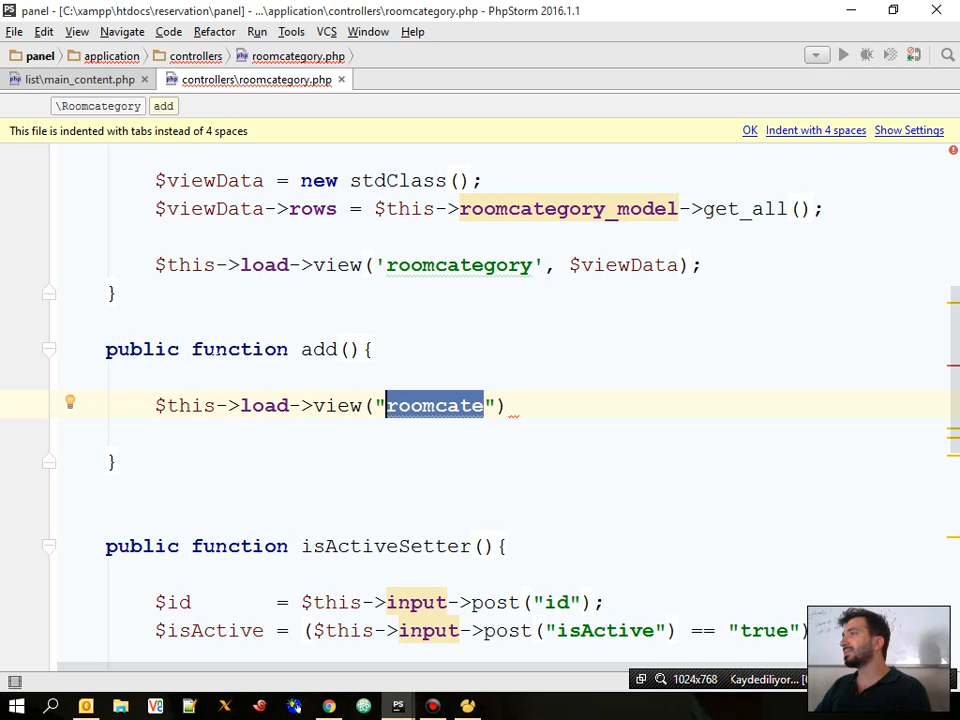 panel - [C:\xampp\htdocs\reservation\panel] - ...\application\controllers\roomcategory.php - PhpStorm 2016.1.1
File Edit View Navigate Code Refactor Run Tools VCS Window Help
panel application controllers roomcategory.php
list\main_content.php controllers\roomcategory.php
\Roomcategory add
This file is indented with tabs instead of 4 spaces OK Indent with 4 spaces Show Settings
$viewData = new stdClass();
$viewData->rows = $this->roomcategory_model->get_all();
$this->load->view('roomcategory', $viewData);
}
public function add(){
$this->load->view("roomcate")
}
public function isActiveSetter(){
$id = $this->input->post("id");
$isActive = ($this->input->post("isActive") == "true")
1024x768 Kaydediliyor... [0